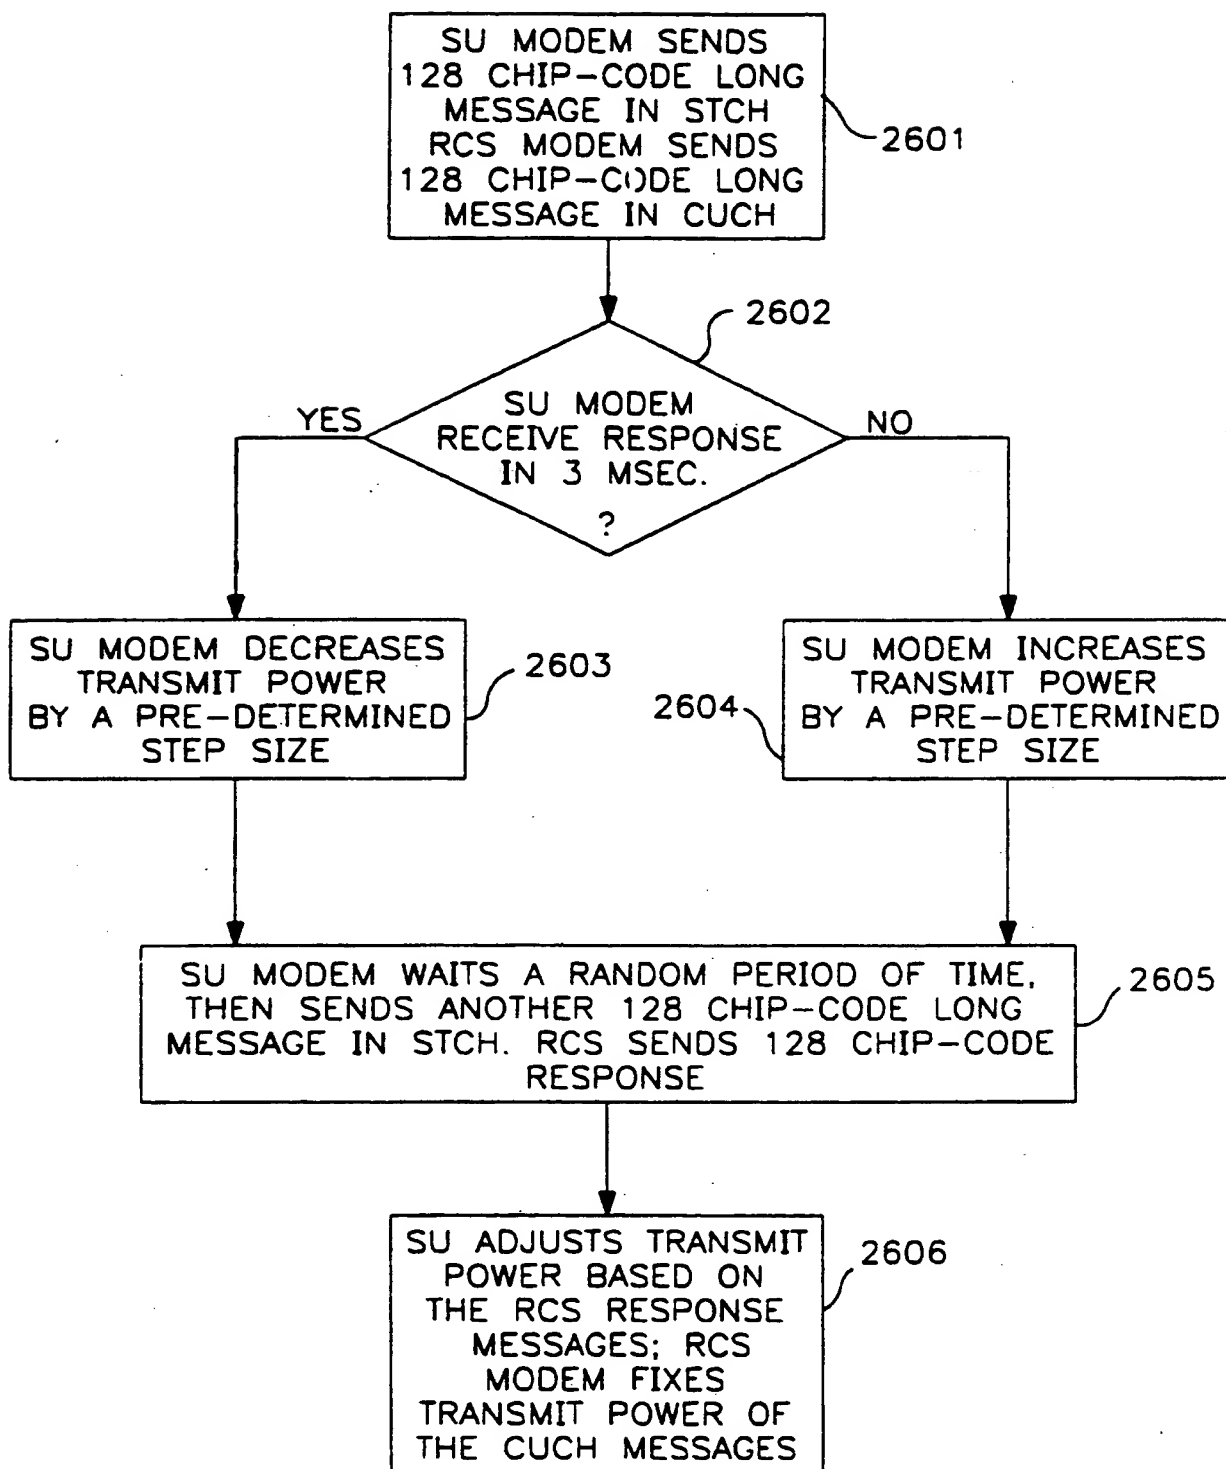 SU MODEM SENDS
128 CHIP-CODE LONG
MESSAGE IN STCH
RCS MODEM SENDS
128 CHIP-CODE LONG
MESSAGE IN CUCH
2601
2602
SU MODEM
RECEIVE RESPONSE
IN 3 MSEC.
?
YES
NO
SU MODEM DECREASES
TRANSMIT POWER
BY A PRE-DETERMINED
STEP SIZE
2603
SU MODEM INCREASES
TRANSMIT POWER
BY A PRE-DETERMINED
STEP SIZE
2604
SU MODEM WAITS A RANDOM PERIOD OF TIME,
THEN SENDS ANOTHER 128 CHIP-CODE LONG
MESSAGE IN STCH. RCS SENDS 128 CHIP-CODE
RESPONSE
2605
SU ADJUSTS TRANSMIT
POWER BASED ON
THE RCS RESPONSE
MESSAGES; RCS
MODEM FIXES
TRANSMIT POWER OF
THE CUCH MESSAGES
2606